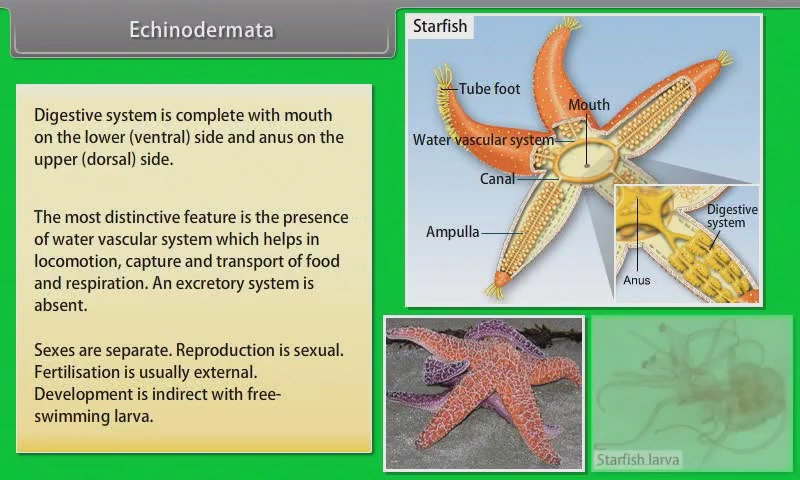 Echinodermata
Digestive system is complete with mouth
on the lower (ventral) side and anus on the
upper (dorsal) side.
The most distinctive feature is the presence
of water vascular system which helps in
locomotion, capture and transport of food
and respiration. An excretory system is
absent.
Sexes are separate. Reproduction is sexual.
Fertilisation is usually external.
Development is indirect with free-
swimming larva.
Starfish
Tube foot
Mouth
Water vascular system
Canal
Ampulla
Digestive
system
Anus
Starfish larva